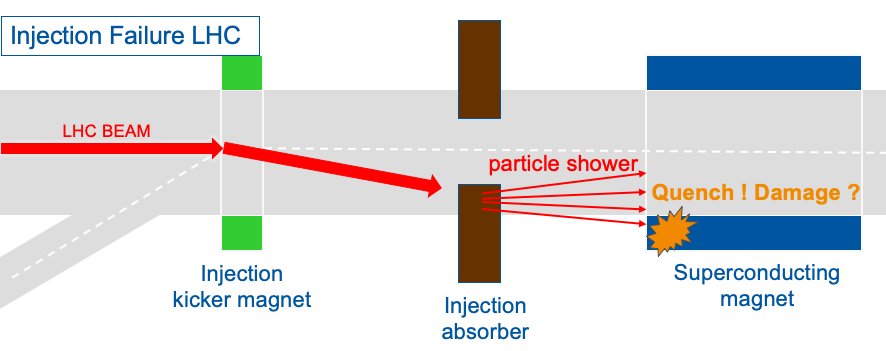 Injection Failure LHC
LHC BEAM
particle shower
Quench ! Damage ?
Injection
kicker magnet
Injection
absorber
Superconducting
magnet